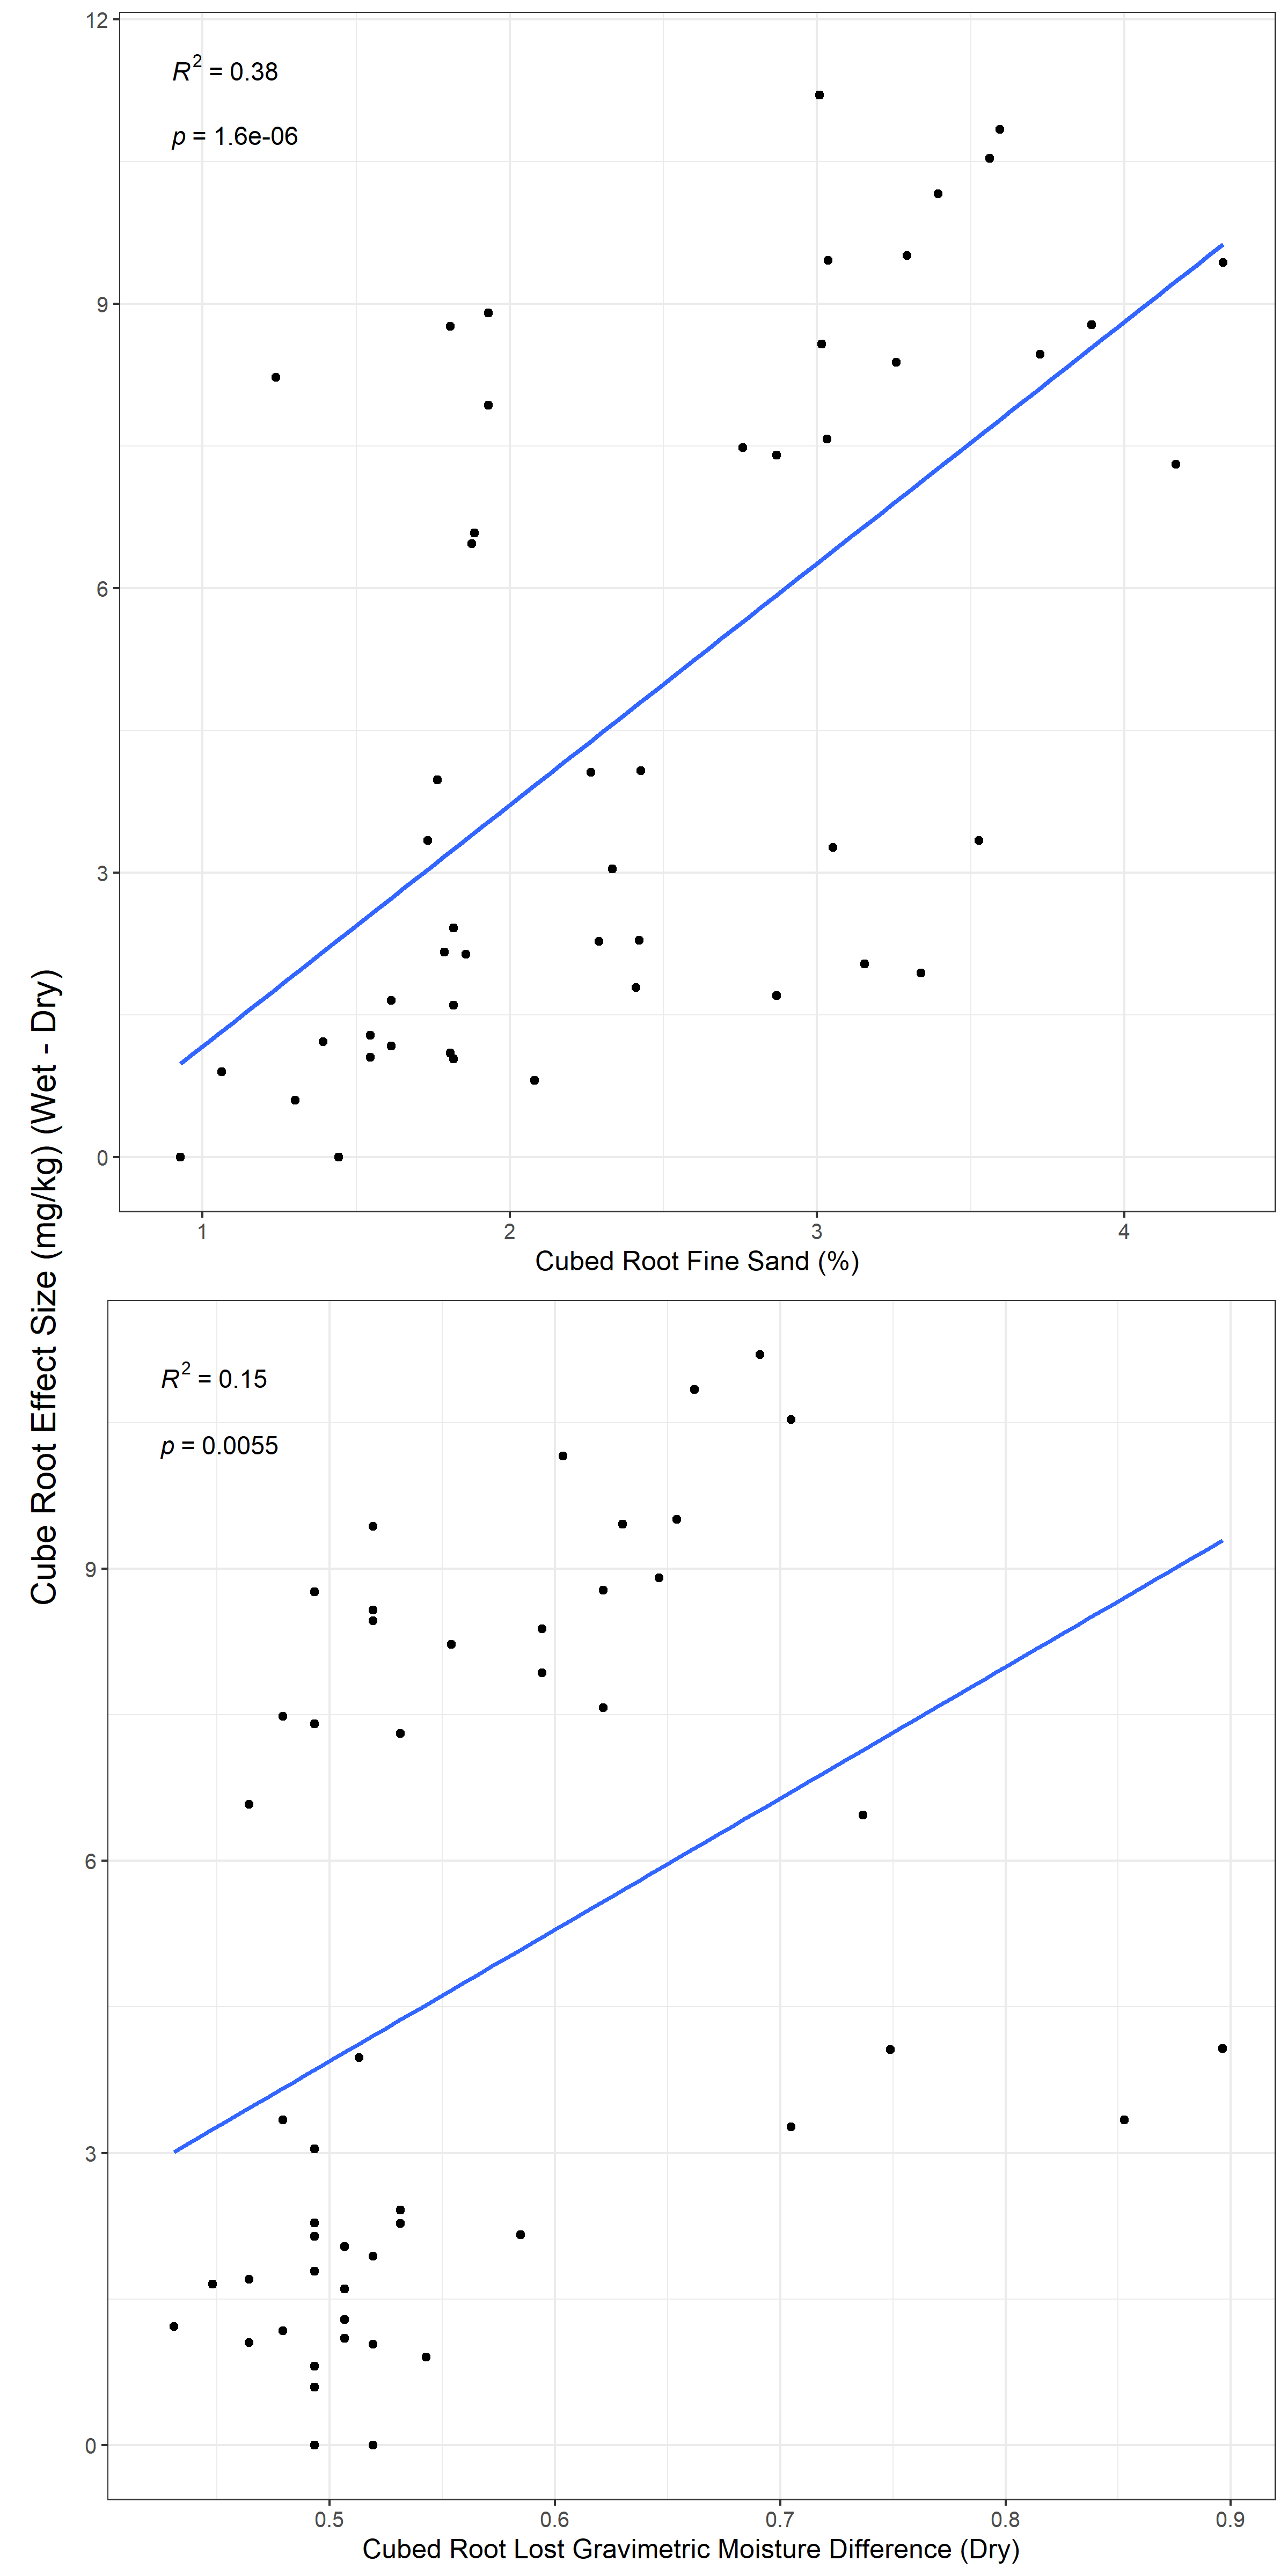 Cube Root Effect Size (mg/kg) (Wet - Dry)
R² = 0.38
p = 1.6e-06
12
9
6
3
0
1 2 3 4
Cubed Root Fine Sand (%)
R² = 0.15
p = 0.0055
9
6
3
0
0.5 0.6 0.7 0.8 0.9
Cubed Root Lost Gravimetric Moisture Difference (Dry)